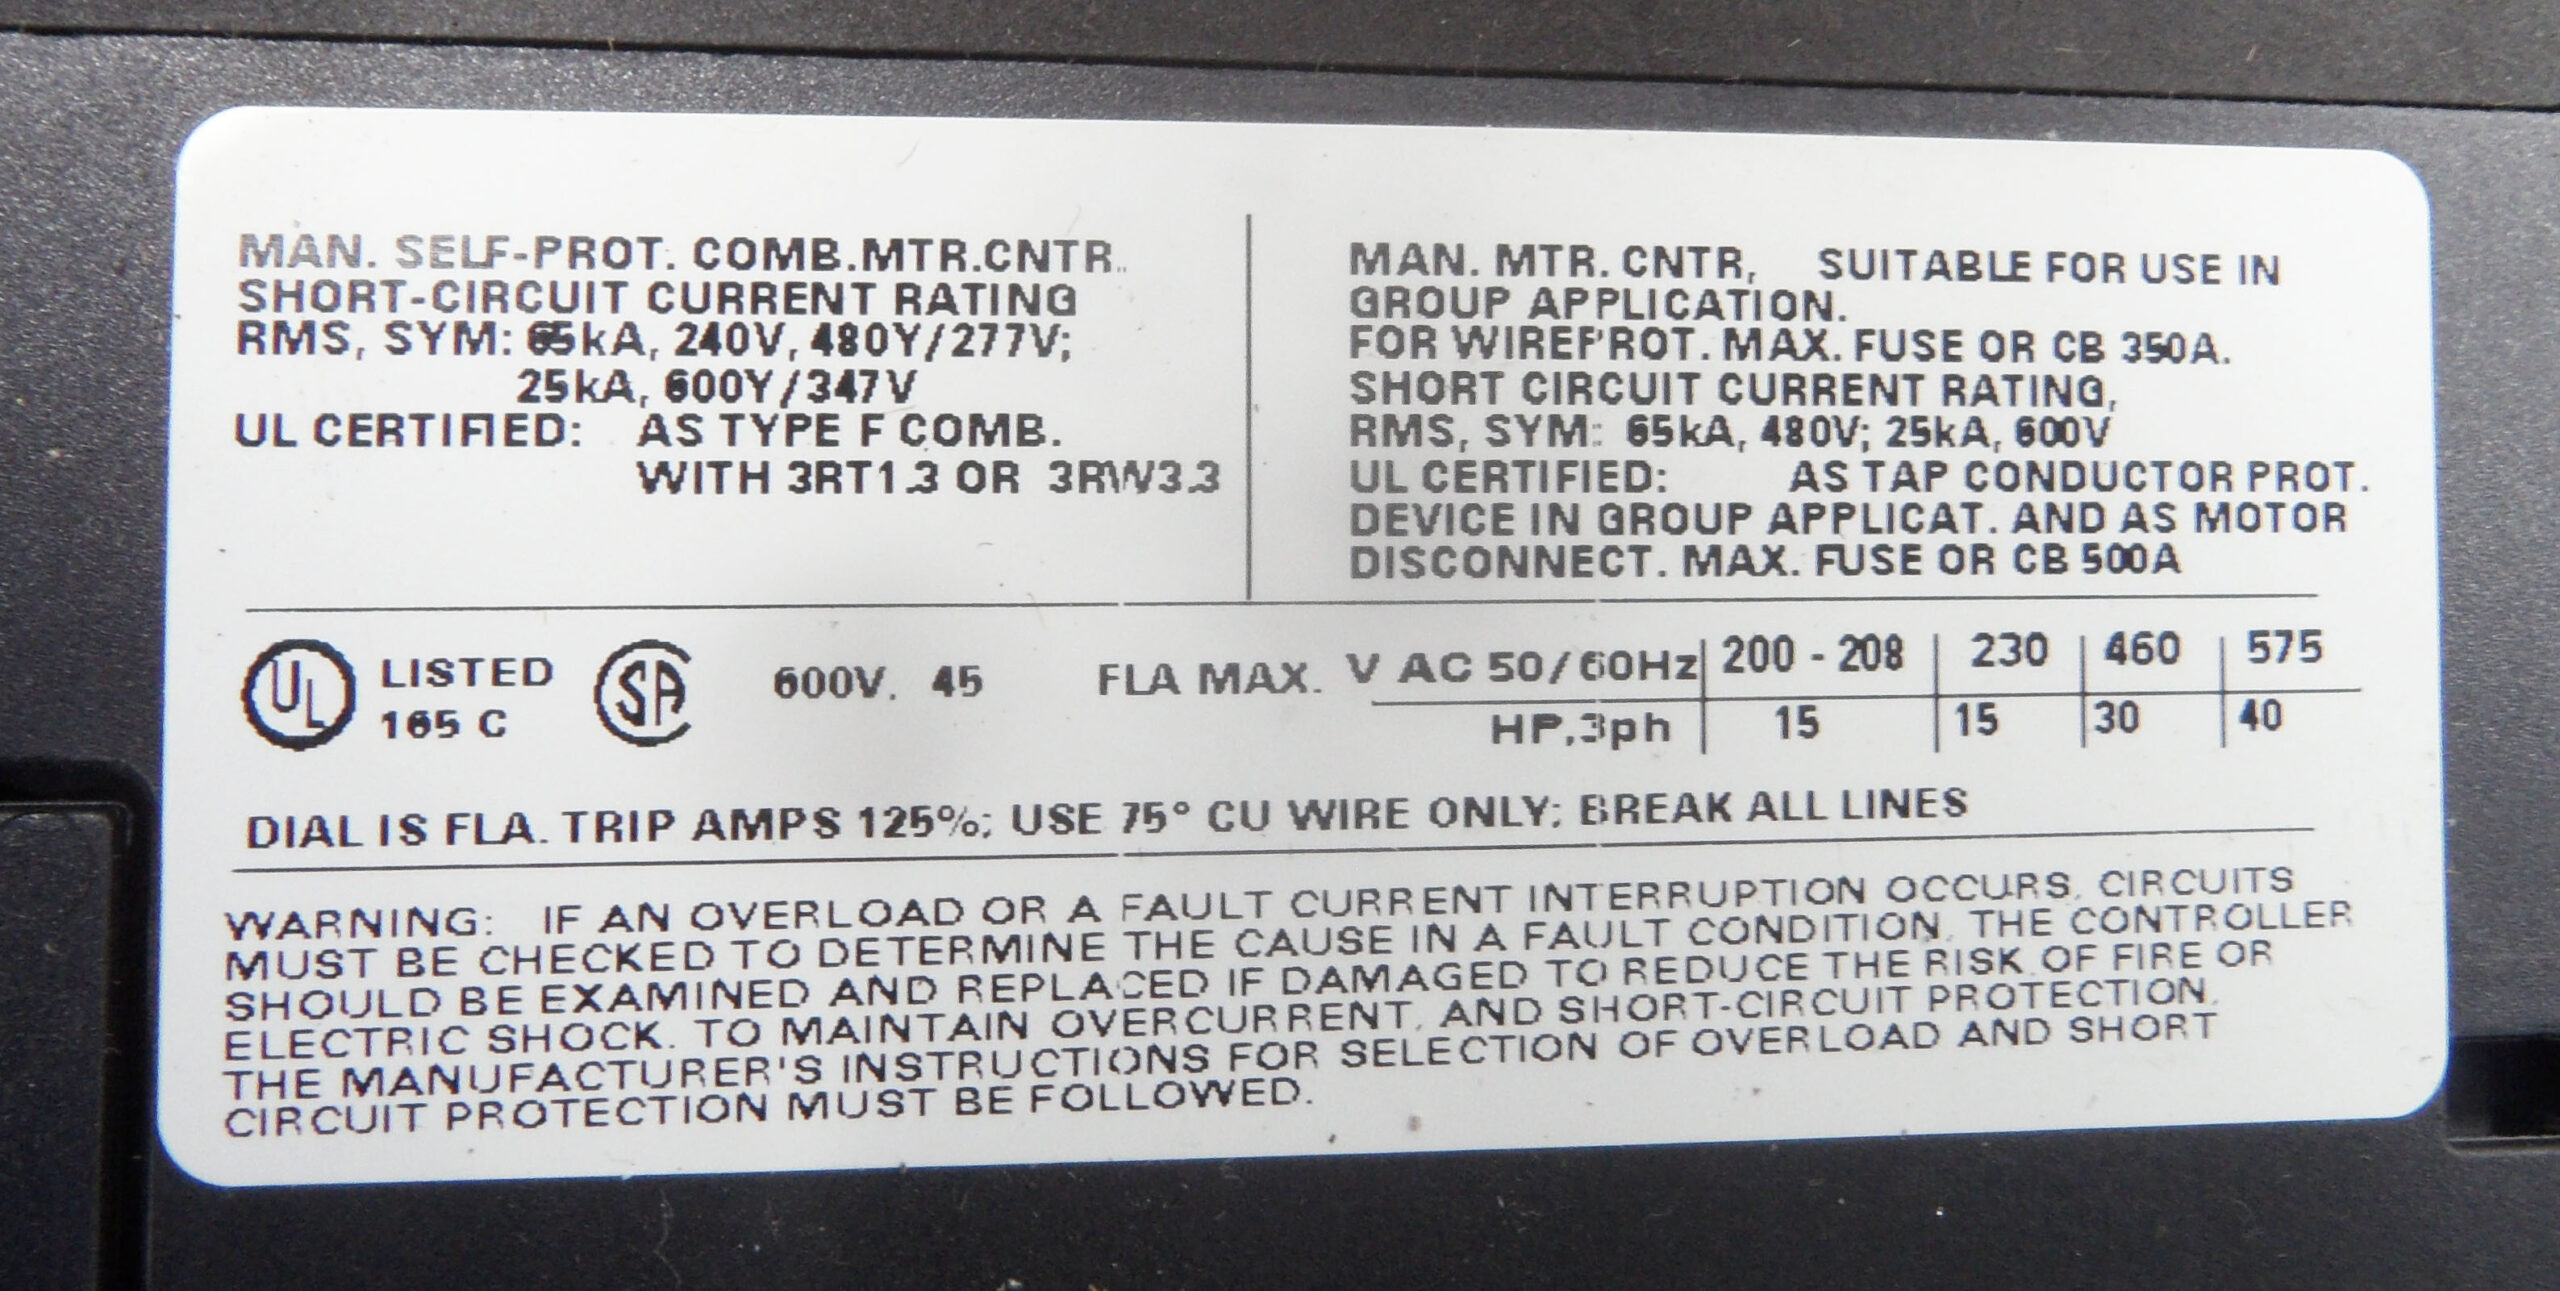 MAN. SELF-PROT. COMB.MTR.CNTR.
SHORT-CIRCUIT CURRENT RATING
RMS, SYM: 65kA, 240V, 480Y/277V;
25kA, 600Y/347V
UL CERTIFIED: AS TYPE F COMB.
WITH 3RT1.3 OR 3RW3.3
MAN. MTR. CNTR, SUITABLE FOR USE IN
GROUP APPLICATION.
FOR WIREPROT. MAX. FUSE OR CB 350A.
SHORT CIRCUIT CURRENT RATING,
RMS, SYM: 65kA, 480V; 25kA, 600V
UL CERTIFIED: AS TAP CONDUCTOR PROT.
DEVICE IN GROUP APPLICAT. AND AS MOTOR
DISCONNECT. MAX. FUSE OR CB 500A
UL LISTED
165 C
SA
600V. 45 FLA MAX.
V AC 50/60Hz 200 - 208 230 460 575
HP,3ph 15 15 30 40
DIAL IS FLA. TRIP AMPS 125%; USE 75° CU WIRE ONLY; BREAK ALL LINES
WARNING: IF AN OVERLOAD OR A FAULT CURRENT INTERRUPTION OCCURS, CIRCUITS
MUST BE CHECKED TO DETERMINE THE CAUSE IN A FAULT CONDITION, THE CONTROLLER
SHOULD BE EXAMINED AND REPLACED IF DAMAGED TO REDUCE THE RISK OF FIRE OR
ELECTRIC SHOCK. TO MAINTAIN OVERCURRENT, AND SHORT-CIRCUIT PROTECTION,
THE MANUFACTURER'S INSTRUCTIONS FOR SELECTION OF OVERLOAD AND SHORT
CIRCUIT PROTECTION MUST BE FOLLOWED.